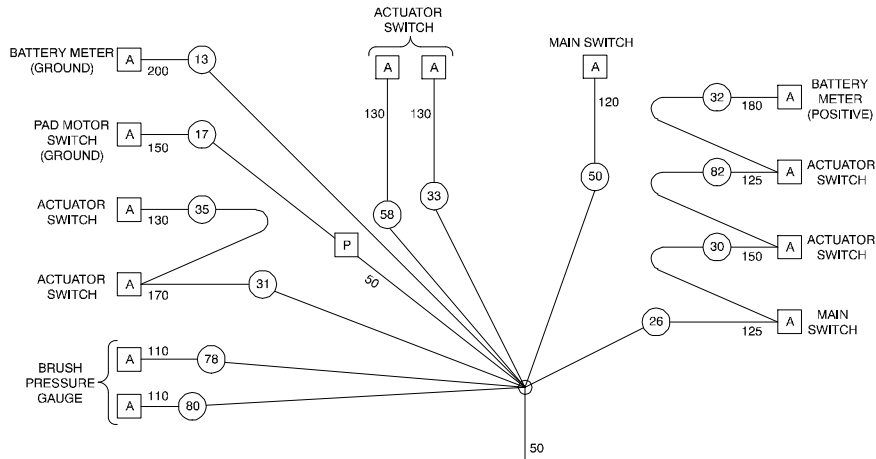 ACTUATOR
SWITCH
MAIN SWITCH
BATTERY METER
(GROUND)
A
200
13
A
A
A
130
130
120
32
180
A
BATTERY
METER
(POSITIVE)
PAD MOTOR
SWITCH
(GROUND)
A
150
17
82
125
A
ACTUATOR
SWITCH
50
33
58
ACTUATOR
SWITCH
A
130
35
P
50
30
150
A
ACTUATOR
SWITCH
ACTUATOR
SWITCH
A
170
31
26
125
A
MAIN
SWITCH
BRUSH
PRESSURE
GAUGE
A
110
78
A
110
80
50